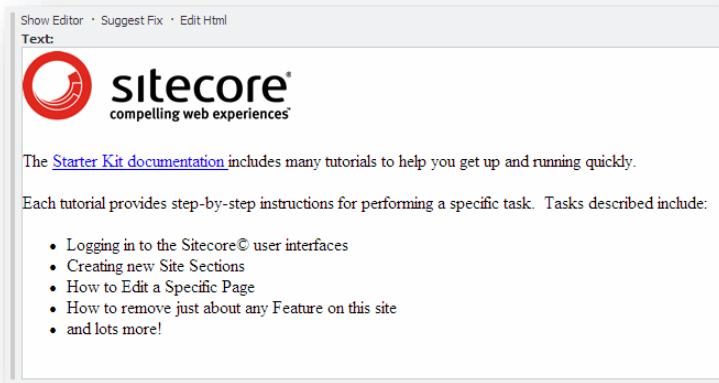 Show Editor · Suggest Fix · Edit Html
Text:
sitecore®
compelling web experiences™
The Starter Kit documentation includes many tutorials to help you get up and running quickly.
Each tutorial provides step-by-step instructions for performing a specific task.  Tasks described include:
• Logging in to the Sitecore© user interfaces
• Creating new Site Sections
• How to Edit a Specific Page
• How to remove just about any Feature on this site
• and lots more!